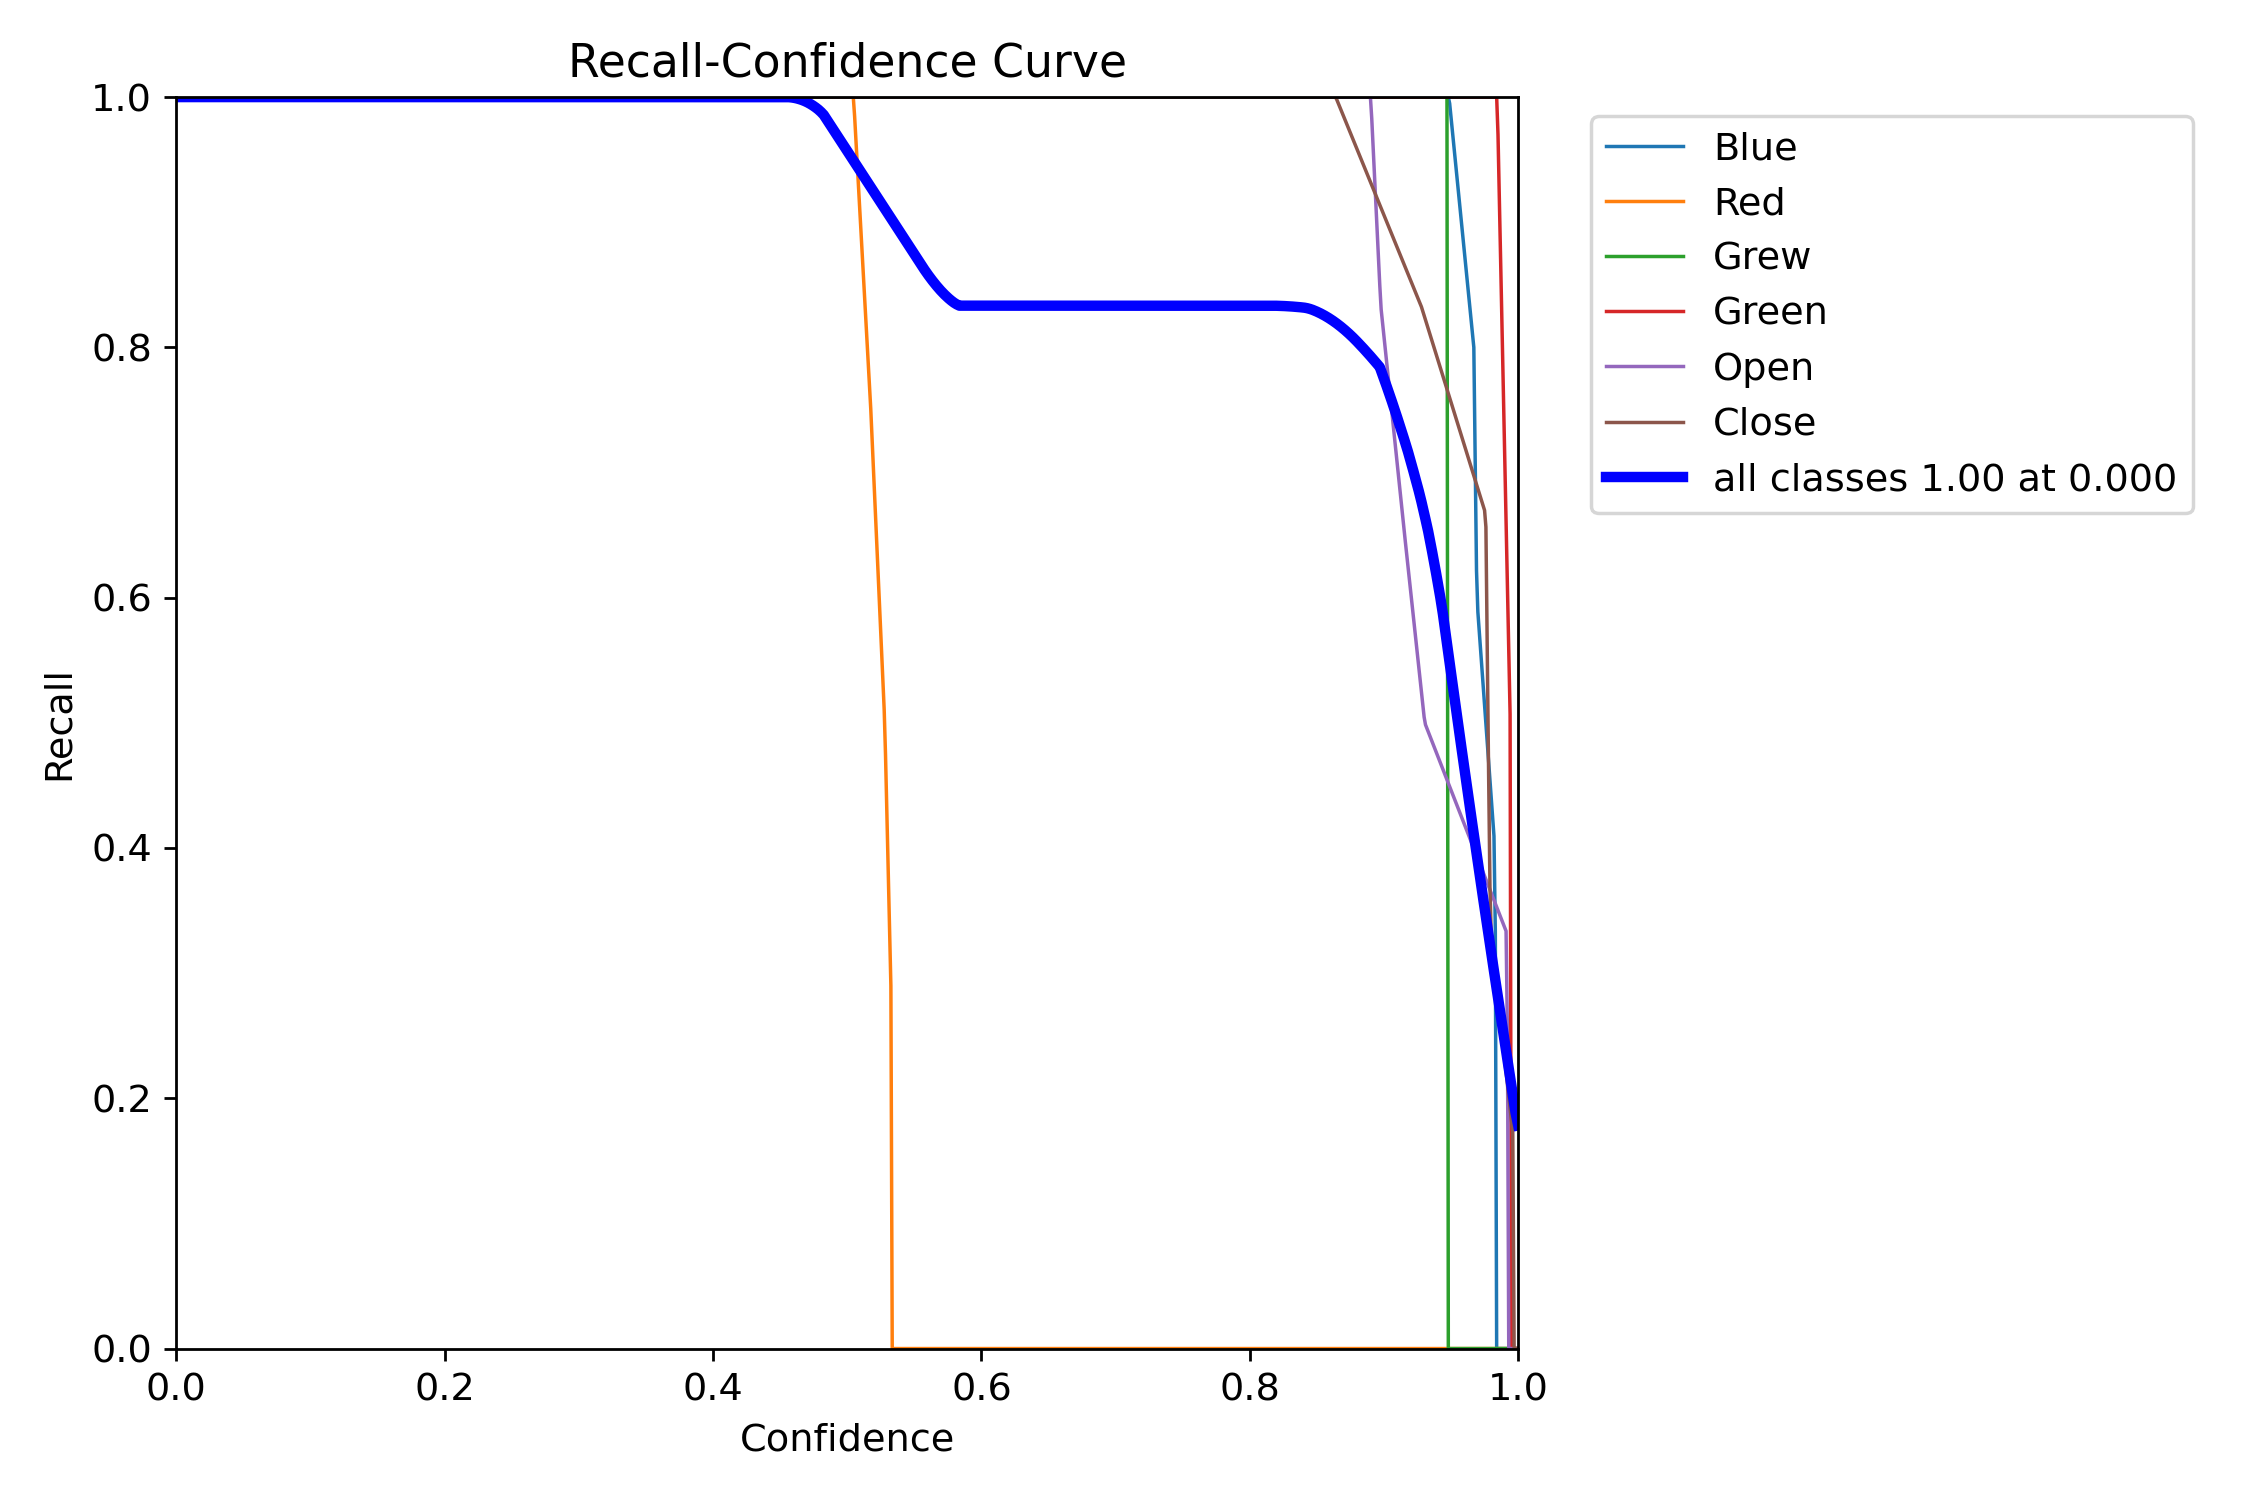 Recall-Confidence Curve
1.0
0.8
0.6
0.4
0.2
0.0
Recall
0.0 0.2 0.4 0.6 0.8 1.0
Confidence
Blue
Red
Grew
Green
Open
Close
all classes 1.00 at 0.000